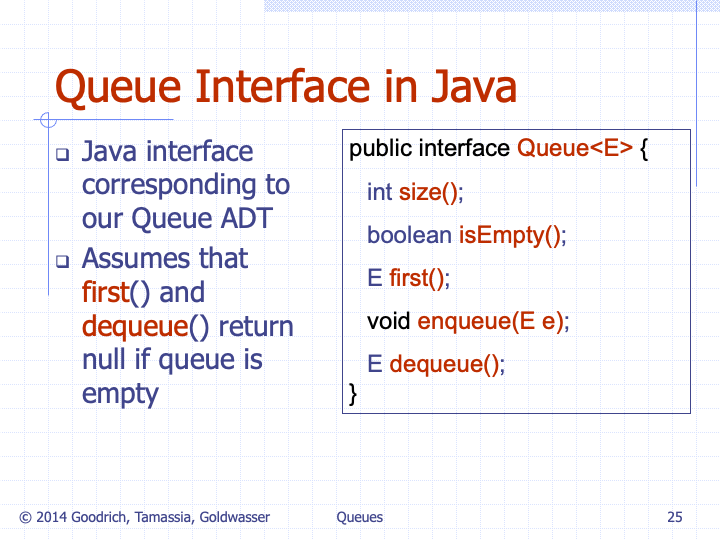 Queue Interface in Java
Java interface
corresponding to
our Queue ADT
Assumes that
first() and
dequeue() return
null if queue is
empty
public interface Queue<E> {
int size();
boolean isEmpty();
E first();
void enqueue(E e);
E dequeue();
}
© 2014 Goodrich, Tamassia, Goldwasser
Queues
25